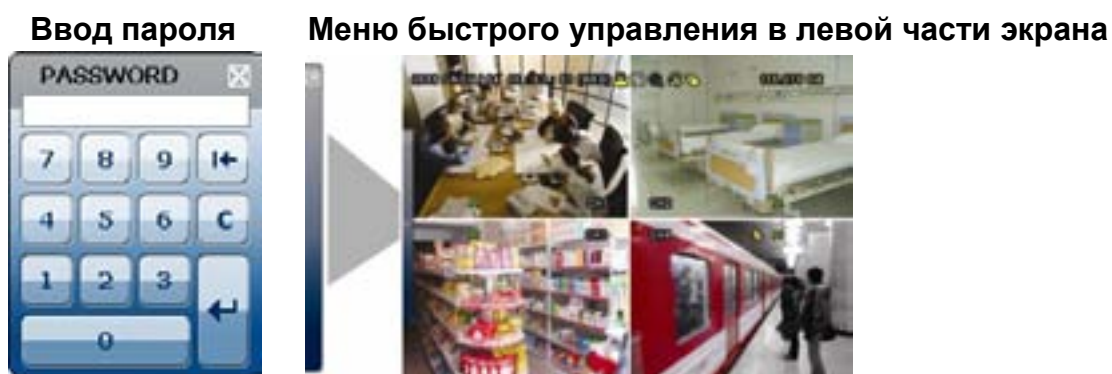 Ввод пароля
Меню быстрого управления в левой части экрана
PASSWORD
7 8 9
4 5 6 C
1 2 3
0